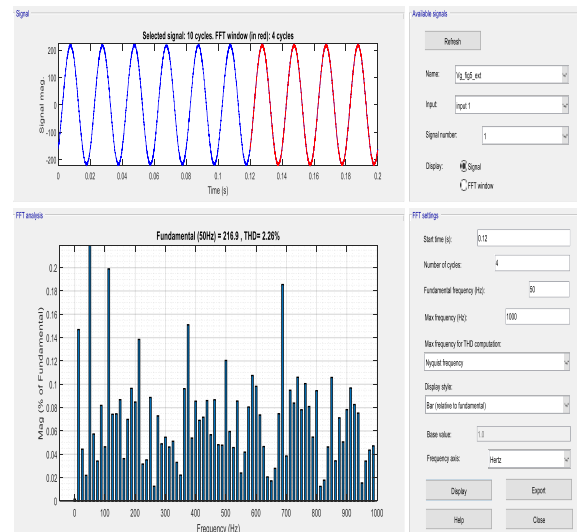 Signal
Selected signal: 10 cycles. FFT window (in red): 4 cycles
Signal mag.
200
100
0
-100
-200
0 0.02 0.04 0.06 0.08 0.1 0.12 0.14 0.16 0.18 0.2
Time (s)
Available signals
Refresh
Name: Vg_fig5_ext
Input: input 1
Signal number: 1
Display: Signal
FFT window
FFT analysis
Fundamental (50Hz) = 216.9 , THD= 2.26%
Mag (% of Fundamental)
0.2
0.18
0.16
0.14
0.12
0.1
0.08
0.06
0.04
0.02
0
0 100 200 300 400 500 600 700 800 900 1000
Frequency (Hz)
FFT settings
Start time (s): 0.12
Number of cycles: 4
Fundamental frequency (Hz): 50
Max frequency (Hz): 1000
Max frequency for THD computation:
Nyquist frequency
Display style:
Bar (relative to fundamental)
Base value: 1.0
Frequency axis: Hertz
Display Export
Help Close